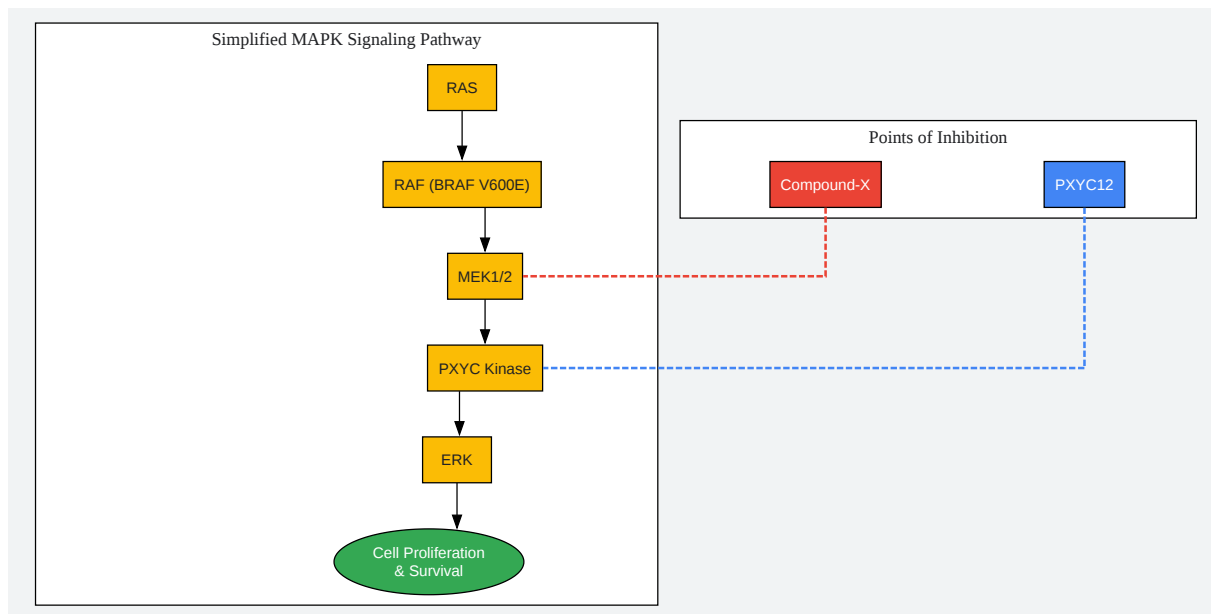 Simplified MAPK Signaling Pathway
RAS
RAF (BRAF V600E)
MEK1/2
PXYC Kinase
ERK
Cell Proliferation
& Survival
Points of Inhibition
Compound-X
PXYC12